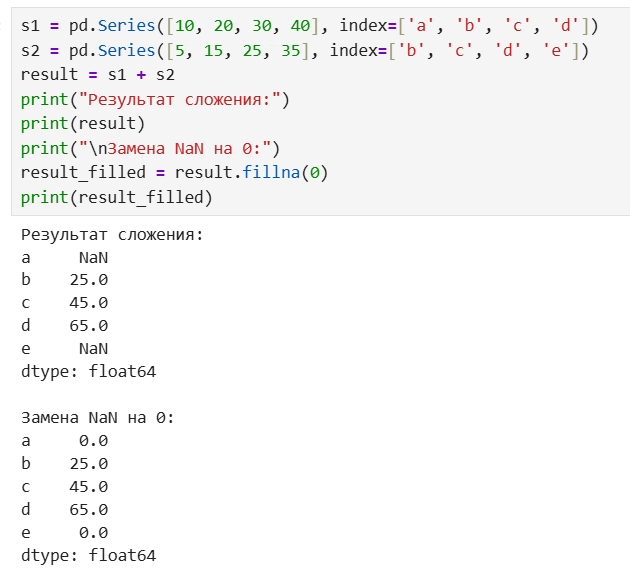 s1 = pd.Series([10, 20, 30, 40], index=['a', 'b', 'c', 'd'])
s2 = pd.Series([5, 15, 25, 35], index=['b', 'c', 'd', 'e'])
result = s1 + s2
print("Результат сложения:")
print(result)
print("\nЗамена NaN на 0:")
result_filled = result.fillna(0)
print(result_filled)
Результат сложения:
a     NaN
b    25.0
c    45.0
d    65.0
e     NaN
dtype: float64

Замена NaN на 0:
a     0.0
b    25.0
c    45.0
d    65.0
e     0.0
dtype: float64